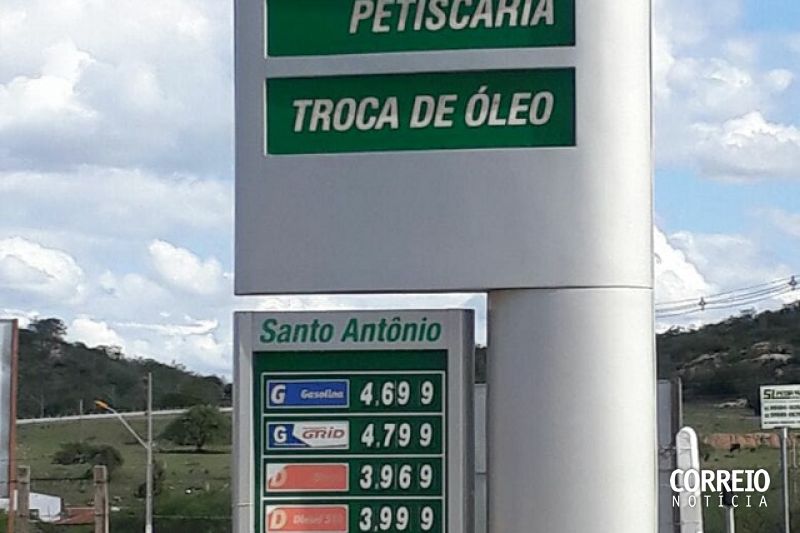 PETISCARIA
TROCA DE ÓLEO
Santo Antônio
G Gasolina 4,69 9
G GRID 4,79 9
D 3,96 9
D Diesel S10 3,99 9
CORREIO
NOTÍCIA